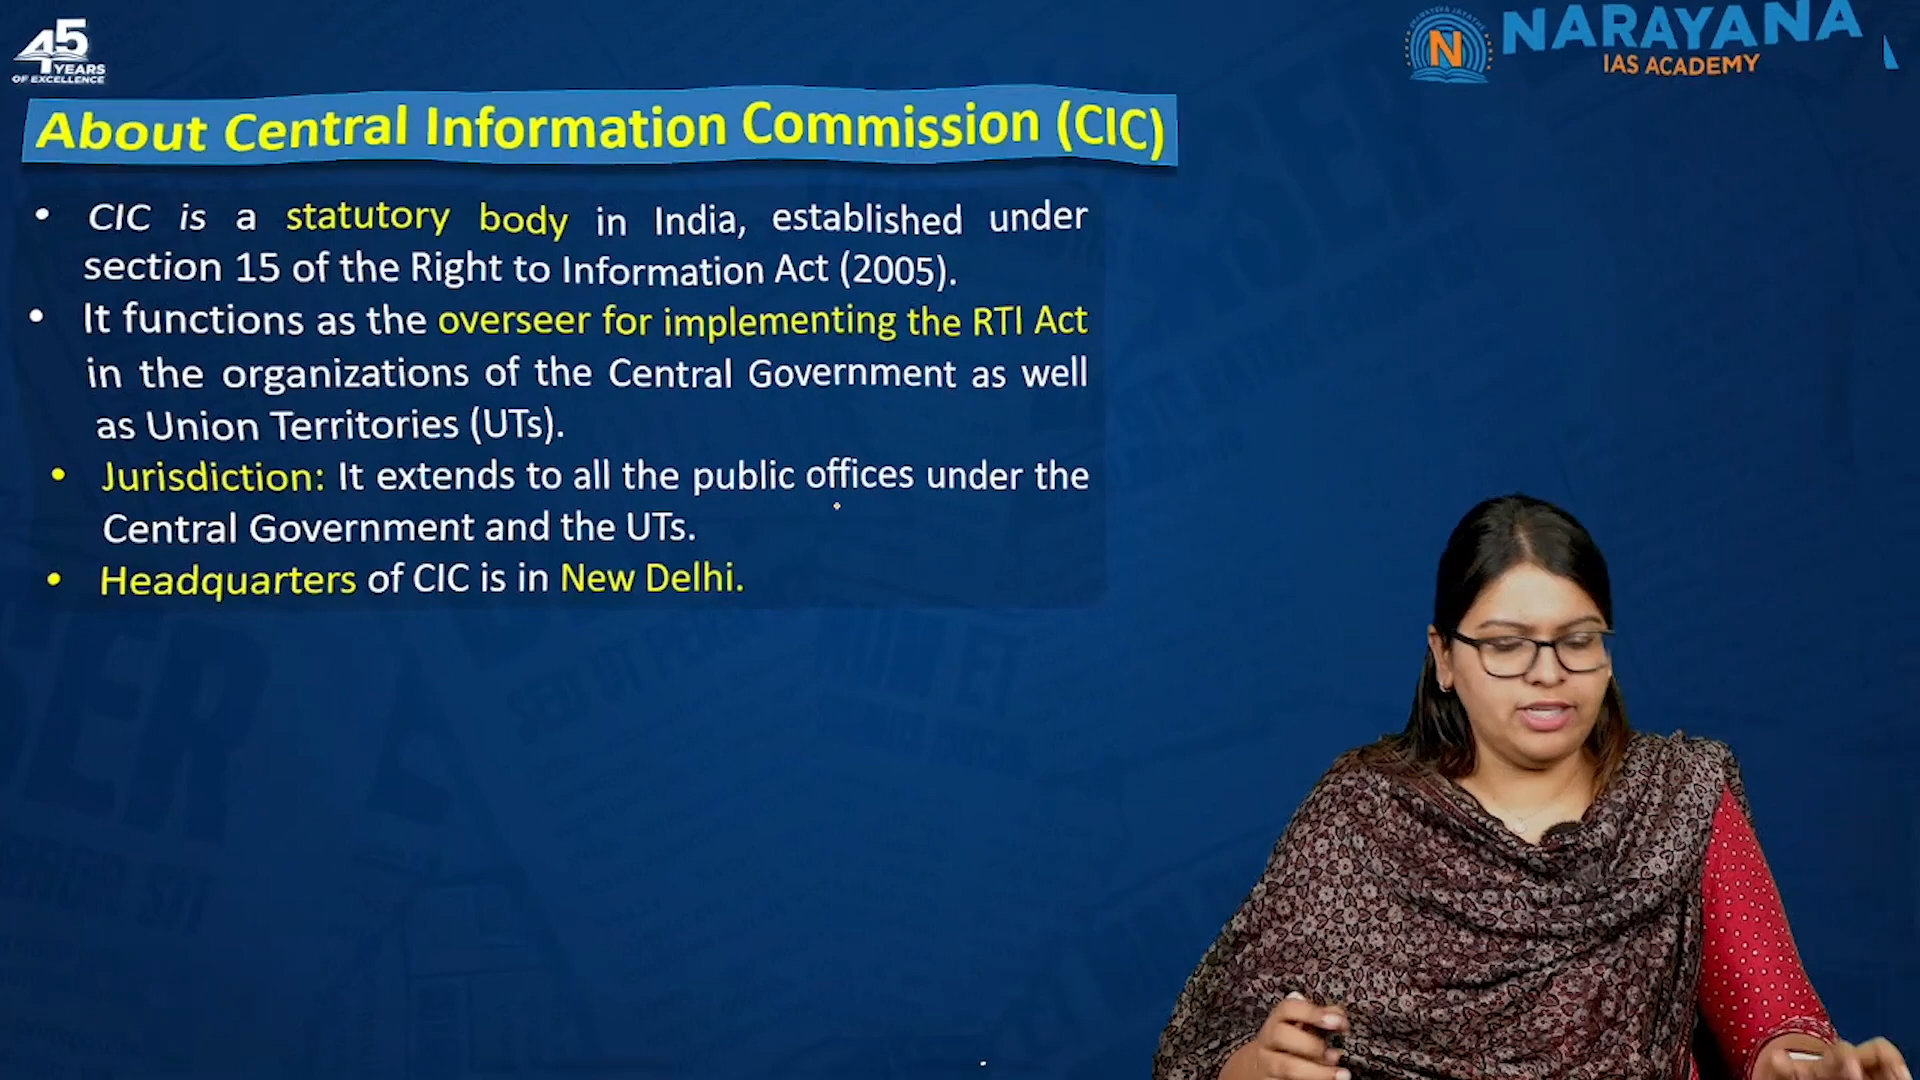 45
YEARS
OF EXCELLENCE
N
NARAYANA
IAS ACADEMY
About Central Information Commission (CIC)
• CIC is a statutory body in India, established under
section 15 of the Right to Information Act (2005).
• It functions as the overseer for implementing the RTI Act
in the organizations of the Central Government as well
as Union Territories (UTs).
• Jurisdiction: It extends to all the public offices under the
Central Government and the UTs.
• Headquarters of CIC is in New Delhi.